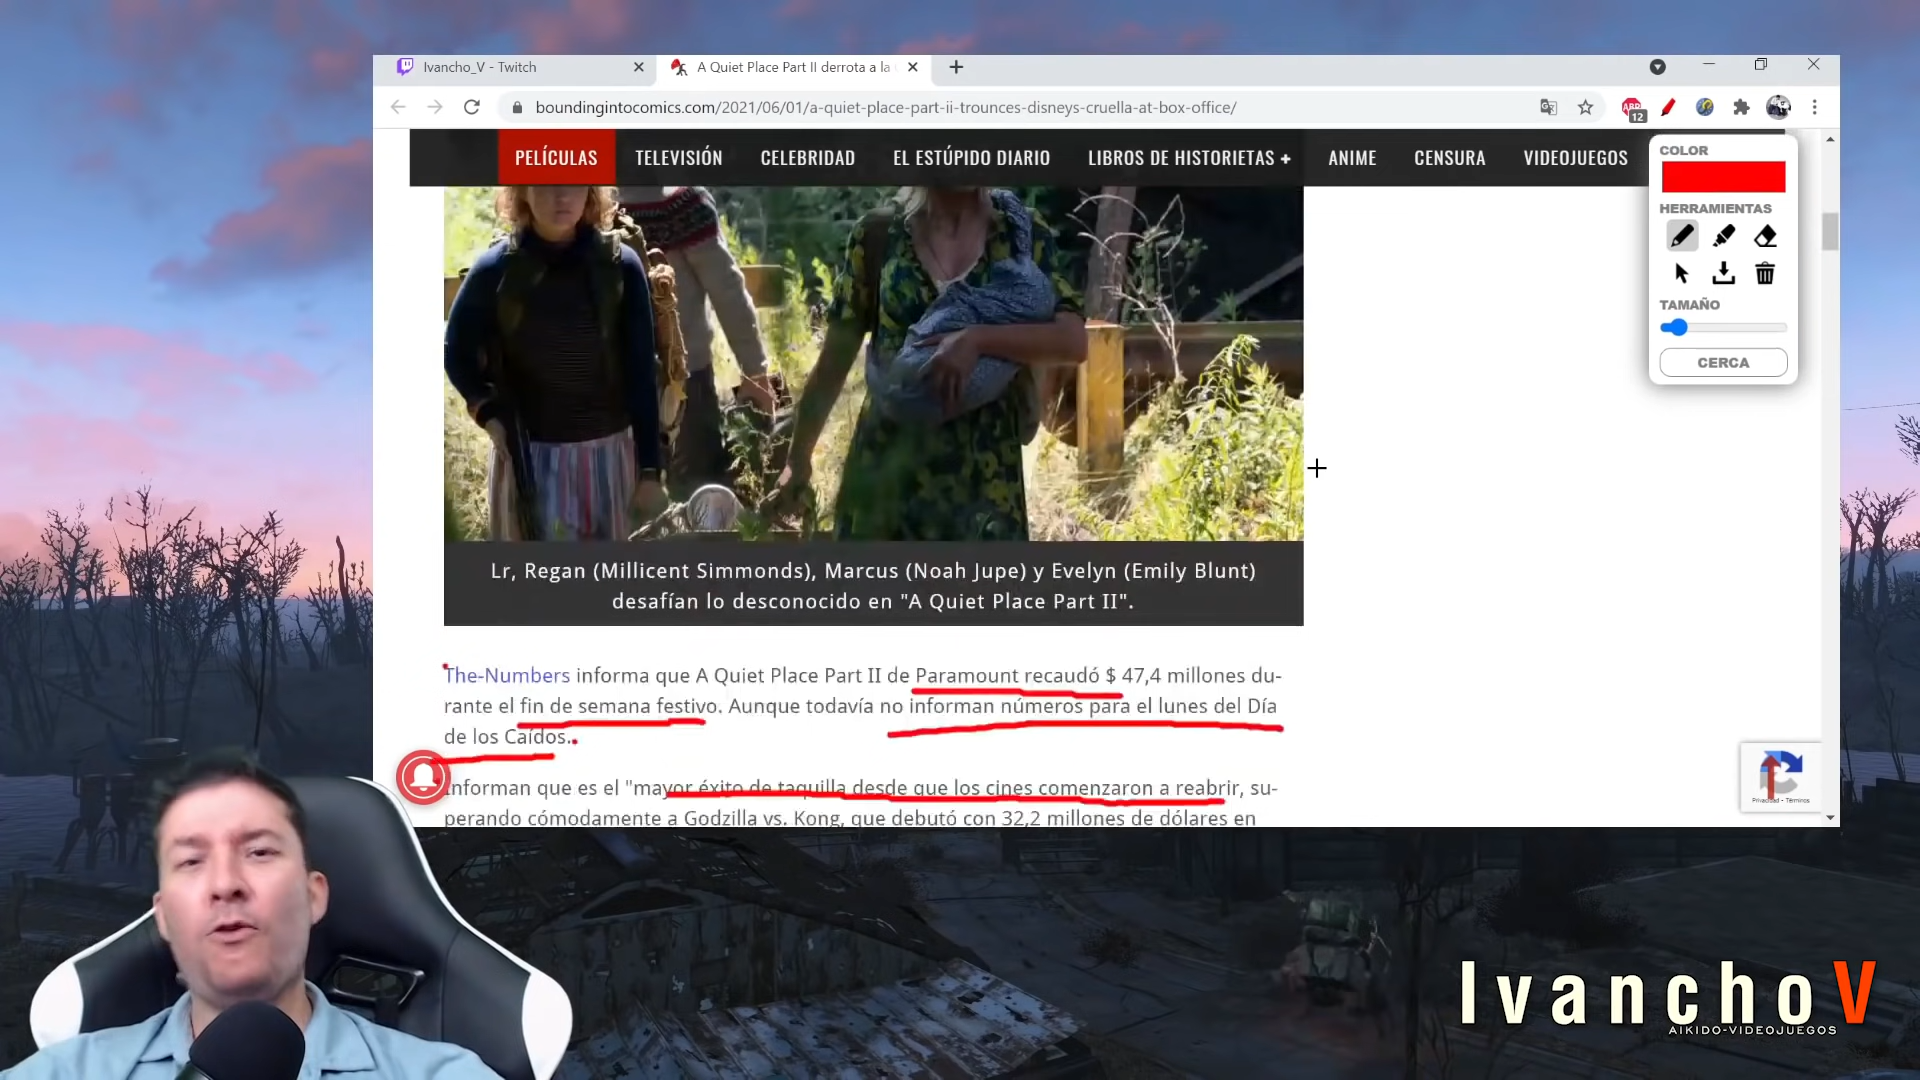 Ivancho_V - Twitch
A Quiet Place Part II derrota a la
boundingintocomics.com/2021/06/01/a-quiet-place-part-ii-trounces-disneys-cruella-at-box-office/
ABP
12
PELÍCULAS TELEVISIÓN CELEBRIDAD EL ESTÚPIDO DIARIO LIBROS DE HISTORIETAS + ANIME CENSURA VIDEOJUEGOS
COLOR
HERRAMIENTAS
TAMAÑO
CERCA
Lr, Regan (Millicent Simmonds), Marcus (Noah Jupe) y Evelyn (Emily Blunt)
desafían lo desconocido en "A Quiet Place Part II".
The-Numbers informa que A Quiet Place Part II de Paramount recaudó $ 47,4 millones du-
rante el fin de semana festivo. Aunque todavía no informan números para el lunes del Día
de los Caídos.
Informan que es el "mayor éxito de taquilla desde que los cines comenzaron a reabrir, su-
perando cómodamente a Godzilla vs. Kong, que debutó con 32,2 millones de dólares en
Privacidad - Términos
IvanchoV
AIKIDO-VIDEOJUEGOS